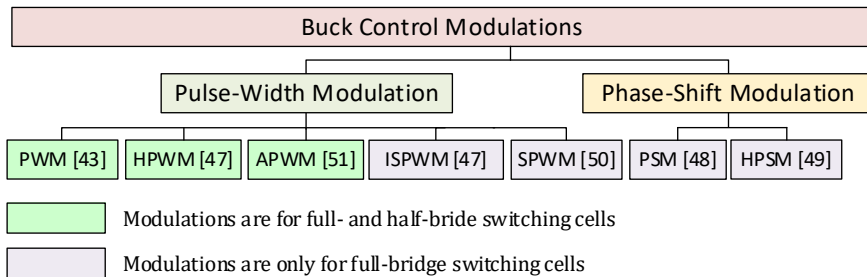 Buck Control Modulations
Pulse-Width Modulation
Phase-Shift Modulation
PWM [43]
HPWM [47]
APWM [51]
ISPWM [47]
SPWM [50]
PSM [48]
HPSM [49]
Modulations are for full- and half-bride switching cells
Modulations are only for full-bridge switching cells